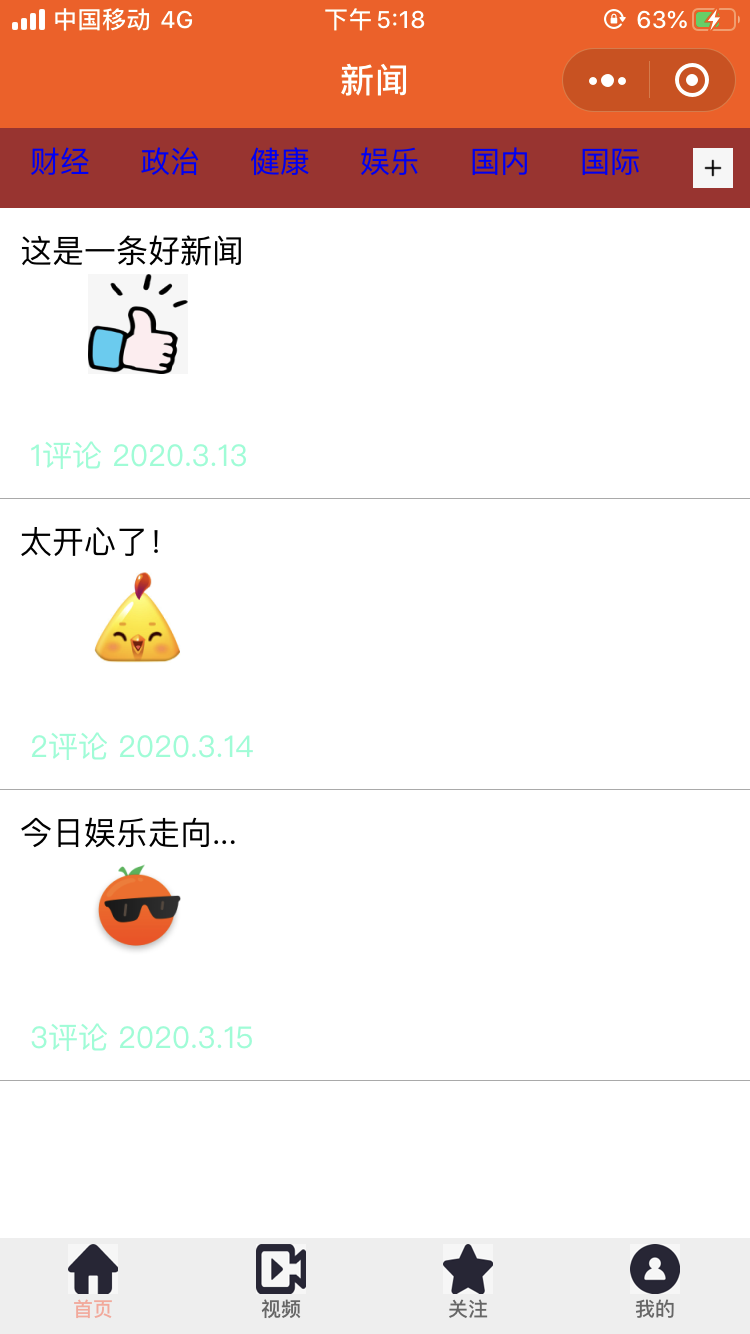 中国移动 4G 下午5:18 63%
新闻
财经 政治 健康 娱乐 国内 国际 +
这是一条好新闻
1评论 2020.3.13
太开心了！
2评论 2020.3.14
今日娱乐走向...
3评论 2020.3.15
首页 视频 关注 我的